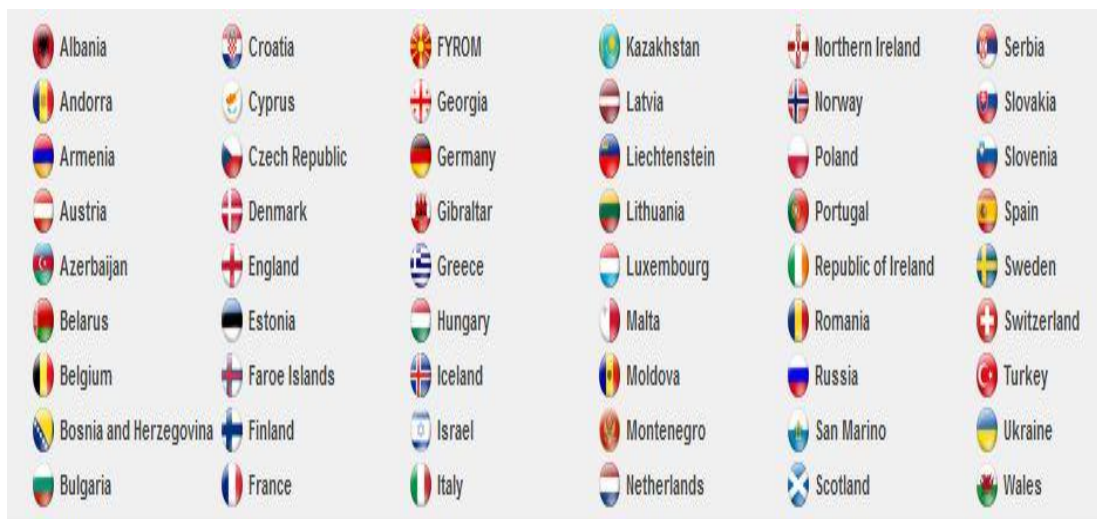 Albania
Andorra
Armenia
Austria
Azerbaijan
Belarus
Belgium
Bosnia and Herzegovina
Bulgaria
Croatia
Cyprus
Czech Republic
Denmark
England
Estonia
Faroe Islands
Finland
France
FYROM
Georgia
Germany
Gibraltar
Greece
Hungary
Iceland
Israel
Italy
Kazakhstan
Latvia
Liechtenstein
Lithuania
Luxembourg
Malta
Moldova
Montenegro
Netherlands
Northern Ireland
Norway
Poland
Portugal
Republic of Ireland
Romania
Russia
San Marino
Scotland
Serbia
Slovakia
Slovenia
Spain
Sweden
Switzerland
Turkey
Ukraine
Wales